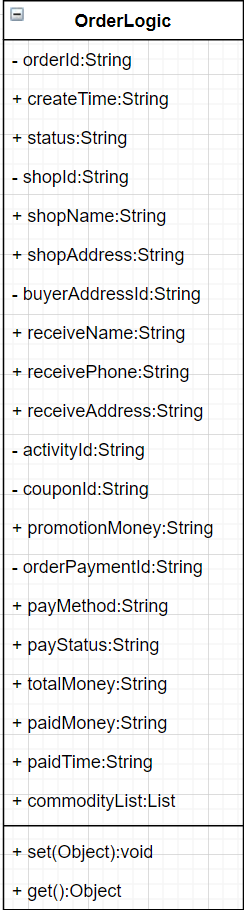 OrderLogic
- orderId:String
+ createTime:String
+ status:String
- shopId:String
+ shopName:String
+ shopAddress:String
- buyerAddressId:String
+ receiveName:String
+ receivePhone:String
+ receiveAddress:String
- activityId:String
- couponId:String
+ promotionMoney:String
- orderPaymentId:String
+ payMethod:String
+ payStatus:String
+ totalMoney:String
+ paidMoney:String
+ paidTime:String
+ commodityList:List
+ set(Object):void
+ get():Object